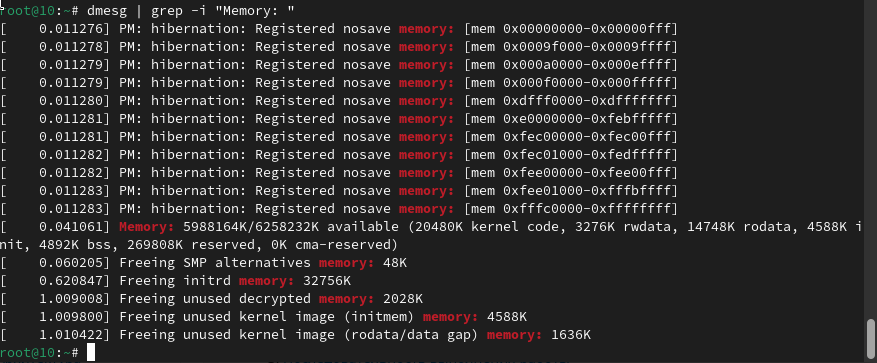 root@10:~# dmesg | grep -i "Memory: "
[    0.011276] PM: hibernation: Registered nosave memory: [mem 0x00000000-0x00000fff]
[    0.011278] PM: hibernation: Registered nosave memory: [mem 0x0009f000-0x0009ffff]
[    0.011279] PM: hibernation: Registered nosave memory: [mem 0x000a0000-0x000effff]
[    0.011279] PM: hibernation: Registered nosave memory: [mem 0x000f0000-0x000fffff]
[    0.011280] PM: hibernation: Registered nosave memory: [mem 0xdfff0000-0xdfffffff]
[    0.011281] PM: hibernation: Registered nosave memory: [mem 0xe0000000-0xfebfffff]
[    0.011281] PM: hibernation: Registered nosave memory: [mem 0xfec00000-0xfec00fff]
[    0.011282] PM: hibernation: Registered nosave memory: [mem 0xfec01000-0xfedfffff]
[    0.011282] PM: hibernation: Registered nosave memory: [mem 0xfee00000-0xfee00fff]
[    0.011283] PM: hibernation: Registered nosave memory: [mem 0xfee01000-0xfffbffff]
[    0.011283] PM: hibernation: Registered nosave memory: [mem 0xfffc0000-0xffffffff]
[    0.041061] Memory: 5988164K/6258232K available (20480K kernel code, 3276K rwdata, 14748K rodata, 4588K i
nit, 4892K bss, 269808K reserved, 0K cma-reserved)
[    0.060205] Freeing SMP alternatives memory: 48K
[    0.620847] Freeing initrd memory: 32756K
[    1.009008] Freeing unused decrypted memory: 2028K
[    1.009800] Freeing unused kernel image (initmem) memory: 4588K
[    1.010422] Freeing unused kernel image (rodata/data gap) memory: 1636K
root@10:~#